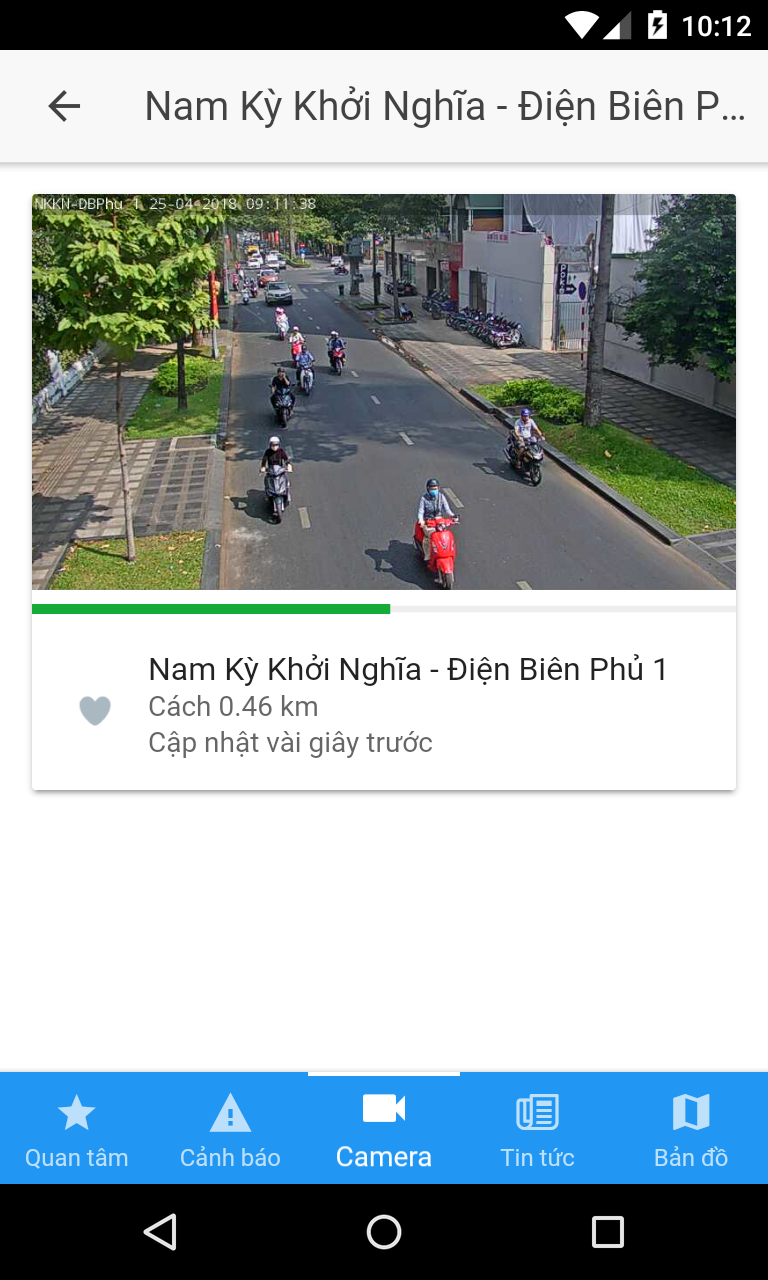 10:12
Nam Kỳ Khởi Nghĩa - Điện Biên P...
NKKN-DBPhu 1 25-04-2018 09:11:38
Nam Kỳ Khởi Nghĩa - Điện Biên Phủ 1
Cách 0.46 km
Cập nhật vài giây trước
Quan tâm
Cảnh báo
Camera
Tin tức
Bản đồ